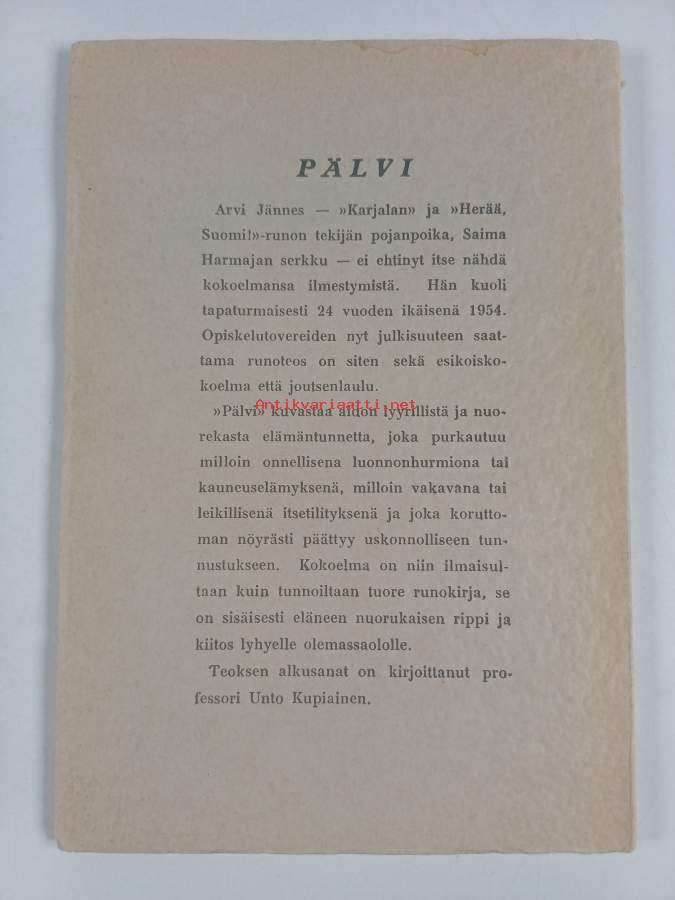 PÄLVI
Arvi Jännes — »Karjalan» ja »Herää,
Suomi!»-runon tekijän pojanpoika, Saima
Harmajan serkku — ei ehtinyt itse nähdä
kokoelmansa ilmestymistä. Hän kuoli
tapaturmaisesti 24 vuoden ikäisenä 1954.
Opiskelutovereiden nyt julkisuuteen saat-
tama runoteos on siten sekä esikoisko-
koelma että joutsenlaulu.
Antikvariaatti.net
»Pälvi» kuvastaa aidon lyyrillistä ja nuo-
rekasta elämäntunnetta, joka purkautuu
milloin onnellisena luonnonhurmiona tai
kauneuselämyksenä, milloin vakavana tai
leikillisenä itsetilityksenä ja joka korutto-
man nöyrästi päättyy uskonnolliseen tun-
nustukseen. Kokoelma on niin ilmaisul-
taan kuin tunnoiltaan tuore runokirja, se
on sisäisesti eläneen nuorukaisen rippi ja
kiitos lyhyelle olemassaololle.
Teoksen alkusanat on kirjoittanut pro-
fessori Unto Kupiainen.